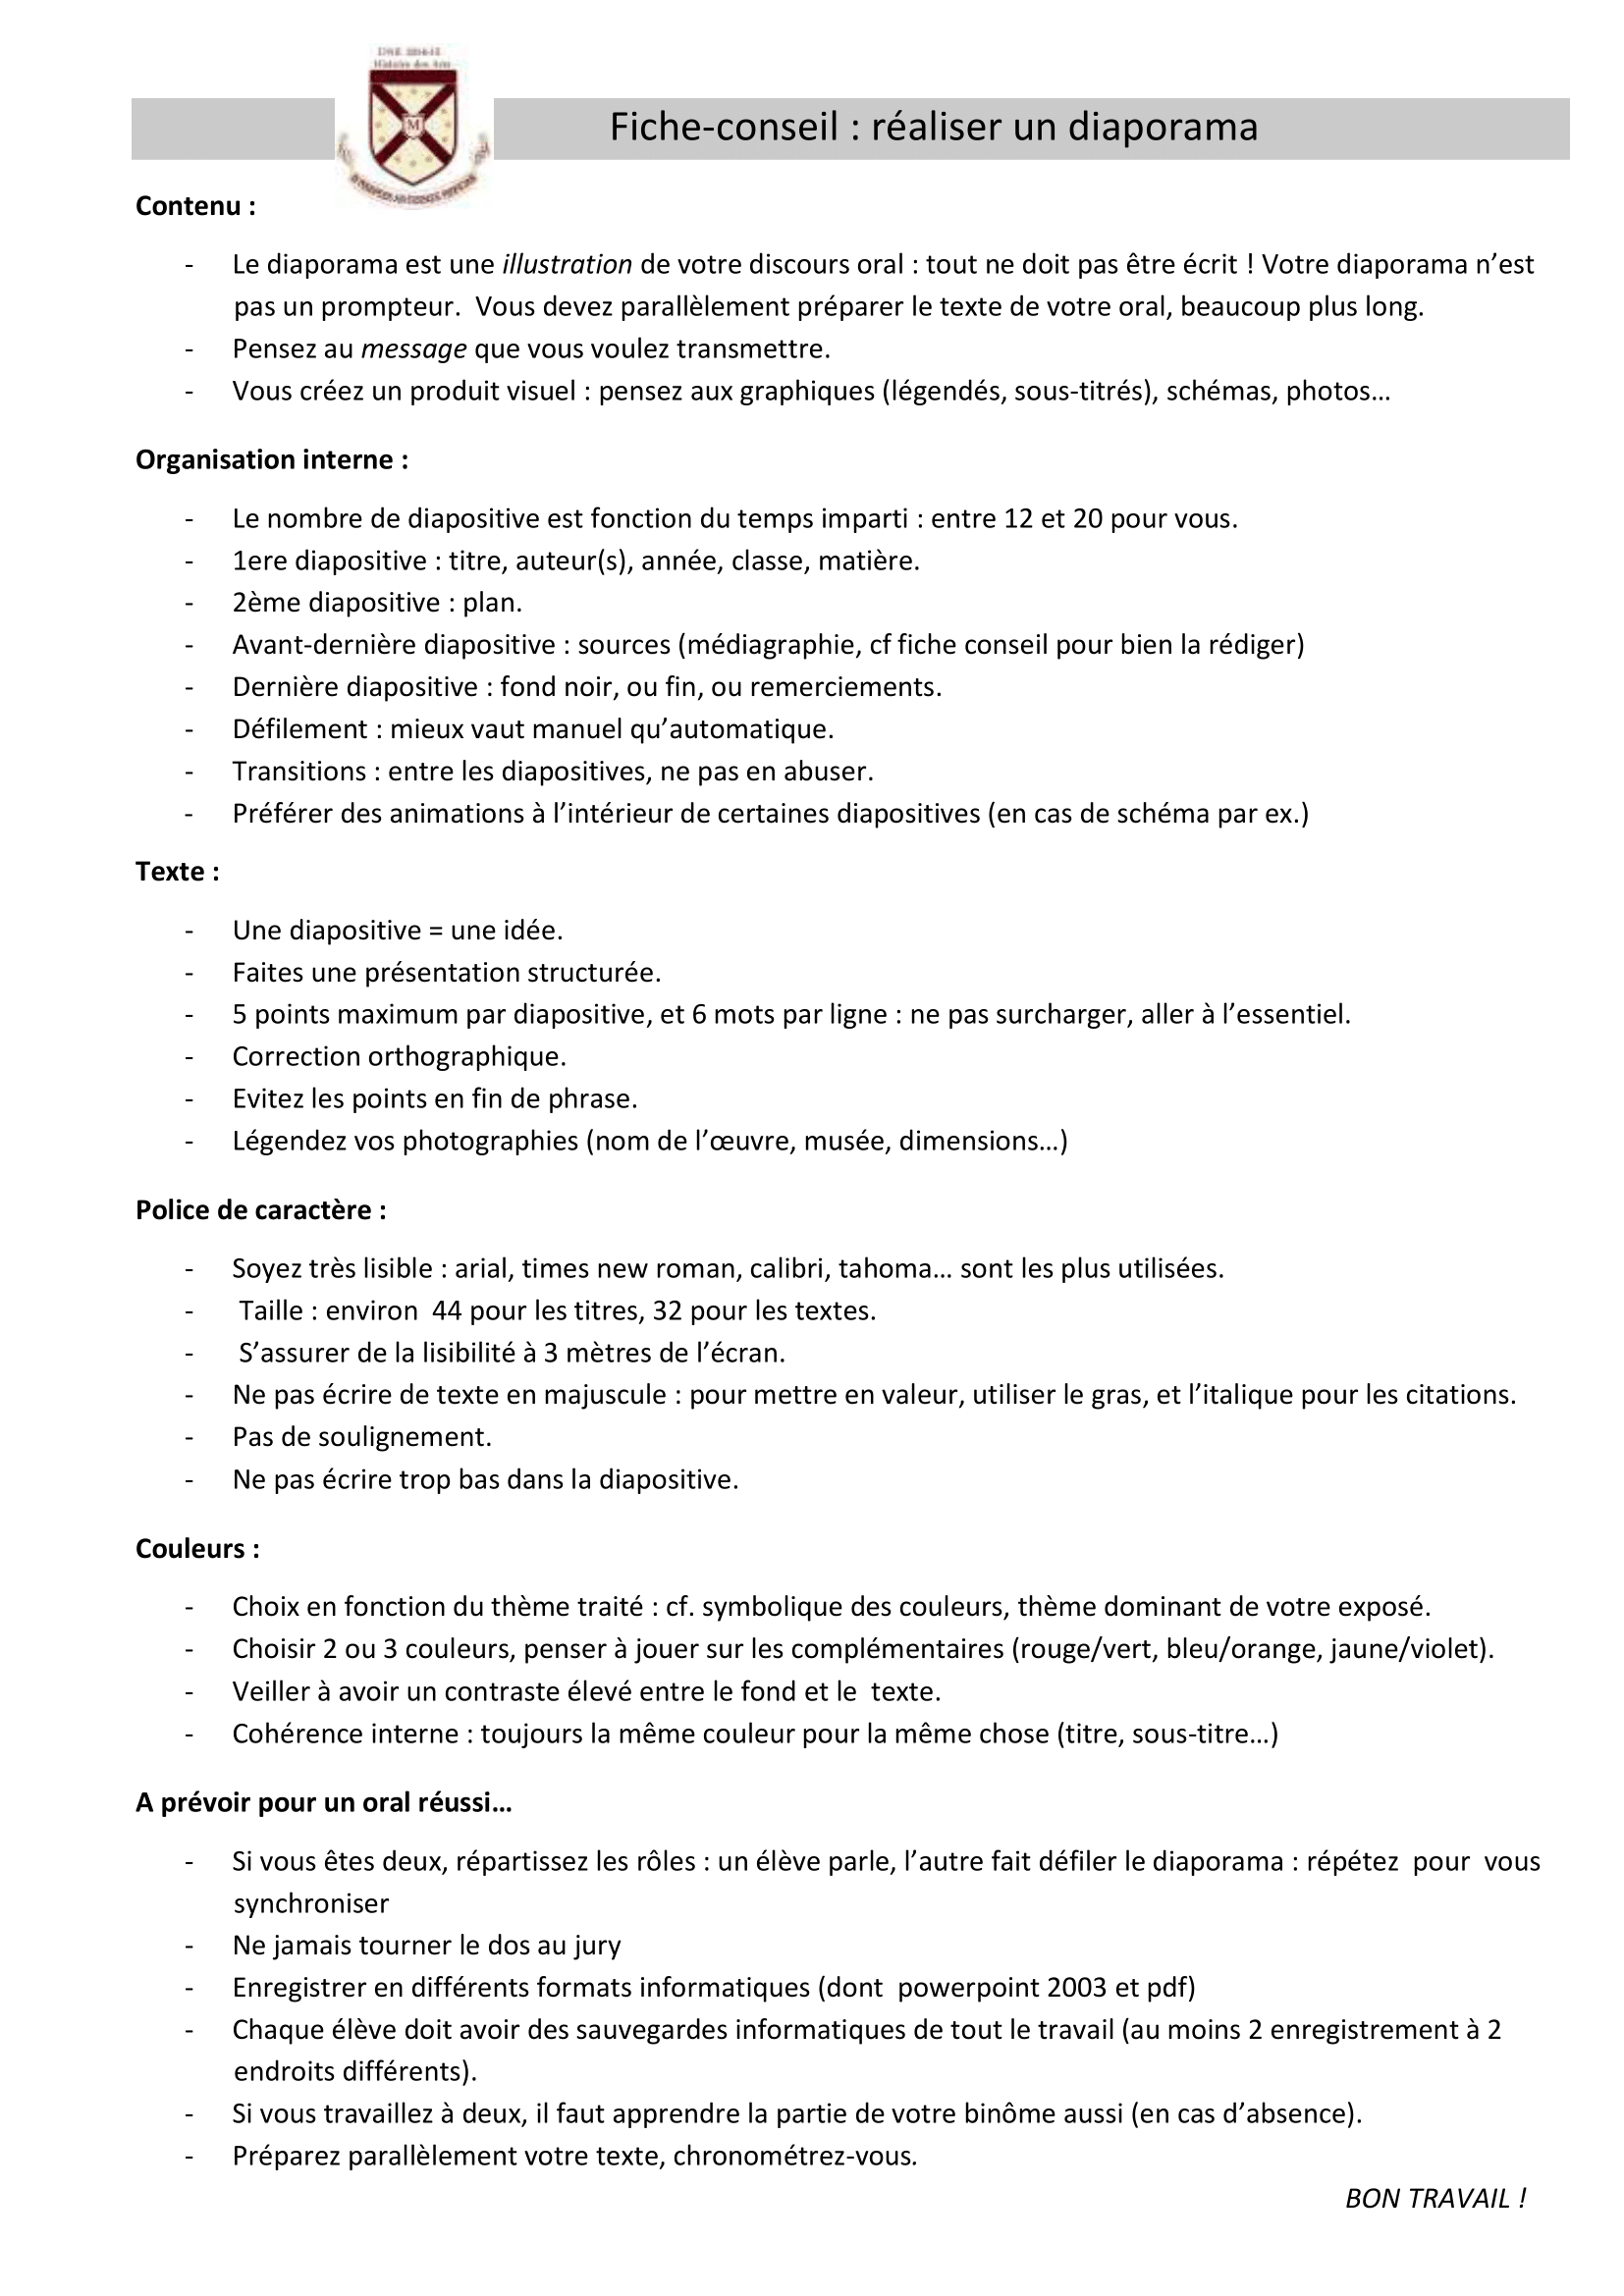 Histoire des Arts
M
Fiche-conseil : réaliser un diaporama
Contenu :
- Le diaporama est une illustration de votre discours oral : tout ne doit pas être écrit ! Votre diaporama n’est
pas un prompteur.  Vous devez parallèlement préparer le texte de votre oral, beaucoup plus long.
- Pensez au message que vous voulez transmettre.
- Vous créez un produit visuel : pensez aux graphiques (légendés, sous-titrés), schémas, photos…
Organisation interne :
- Le nombre de diapositive est fonction du temps imparti : entre 12 et 20 pour vous.
- 1ere diapositive : titre, auteur(s), année, classe, matière.
- 2ème diapositive : plan.
- Avant-dernière diapositive : sources (médiagraphie, cf fiche conseil pour bien la rédiger)
- Dernière diapositive : fond noir, ou fin, ou remerciements.
- Défilement : mieux vaut manuel qu’automatique.
- Transitions : entre les diapositives, ne pas en abuser.
- Préférer des animations à l’intérieur de certaines diapositives (en cas de schéma par ex.)
Texte :
- Une diapositive = une idée.
- Faites une présentation structurée.
- 5 points maximum par diapositive, et 6 mots par ligne : ne pas surcharger, aller à l’essentiel.
- Correction orthographique.
- Evitez les points en fin de phrase.
- Légendez vos photographies (nom de l’œuvre, musée, dimensions…)
Police de caractère :
- Soyez très lisible : arial, times new roman, calibri, tahoma… sont les plus utilisées.
- Taille : environ  44 pour les titres, 32 pour les textes.
- S’assurer de la lisibilité à 3 mètres de l’écran.
- Ne pas écrire de texte en majuscule : pour mettre en valeur, utiliser le gras, et l’italique pour les citations.
- Pas de soulignement.
- Ne pas écrire trop bas dans la diapositive.
Couleurs :
- Choix en fonction du thème traité : cf. symbolique des couleurs, thème dominant de votre exposé.
- Choisir 2 ou 3 couleurs, penser à jouer sur les complémentaires (rouge/vert, bleu/orange, jaune/violet).
- Veiller à avoir un contraste élevé entre le fond et le  texte.
- Cohérence interne : toujours la même couleur pour la même chose (titre, sous-titre…)
A prévoir pour un oral réussi…
- Si vous êtes deux, répartissez les rôles : un élève parle, l’autre fait défiler le diaporama : répétez  pour  vous
synchroniser
- Ne jamais tourner le dos au jury
- Enregistrer en différents formats informatiques (dont  powerpoint 2003 et pdf)
- Chaque élève doit avoir des sauvegardes informatiques de tout le travail (au moins 2 enregistrement à 2
endroits différents).
- Si vous travaillez à deux, il faut apprendre la partie de votre binôme aussi (en cas d’absence).
- Préparez parallèlement votre texte, chronométrez-vous.
BON TRAVAIL !